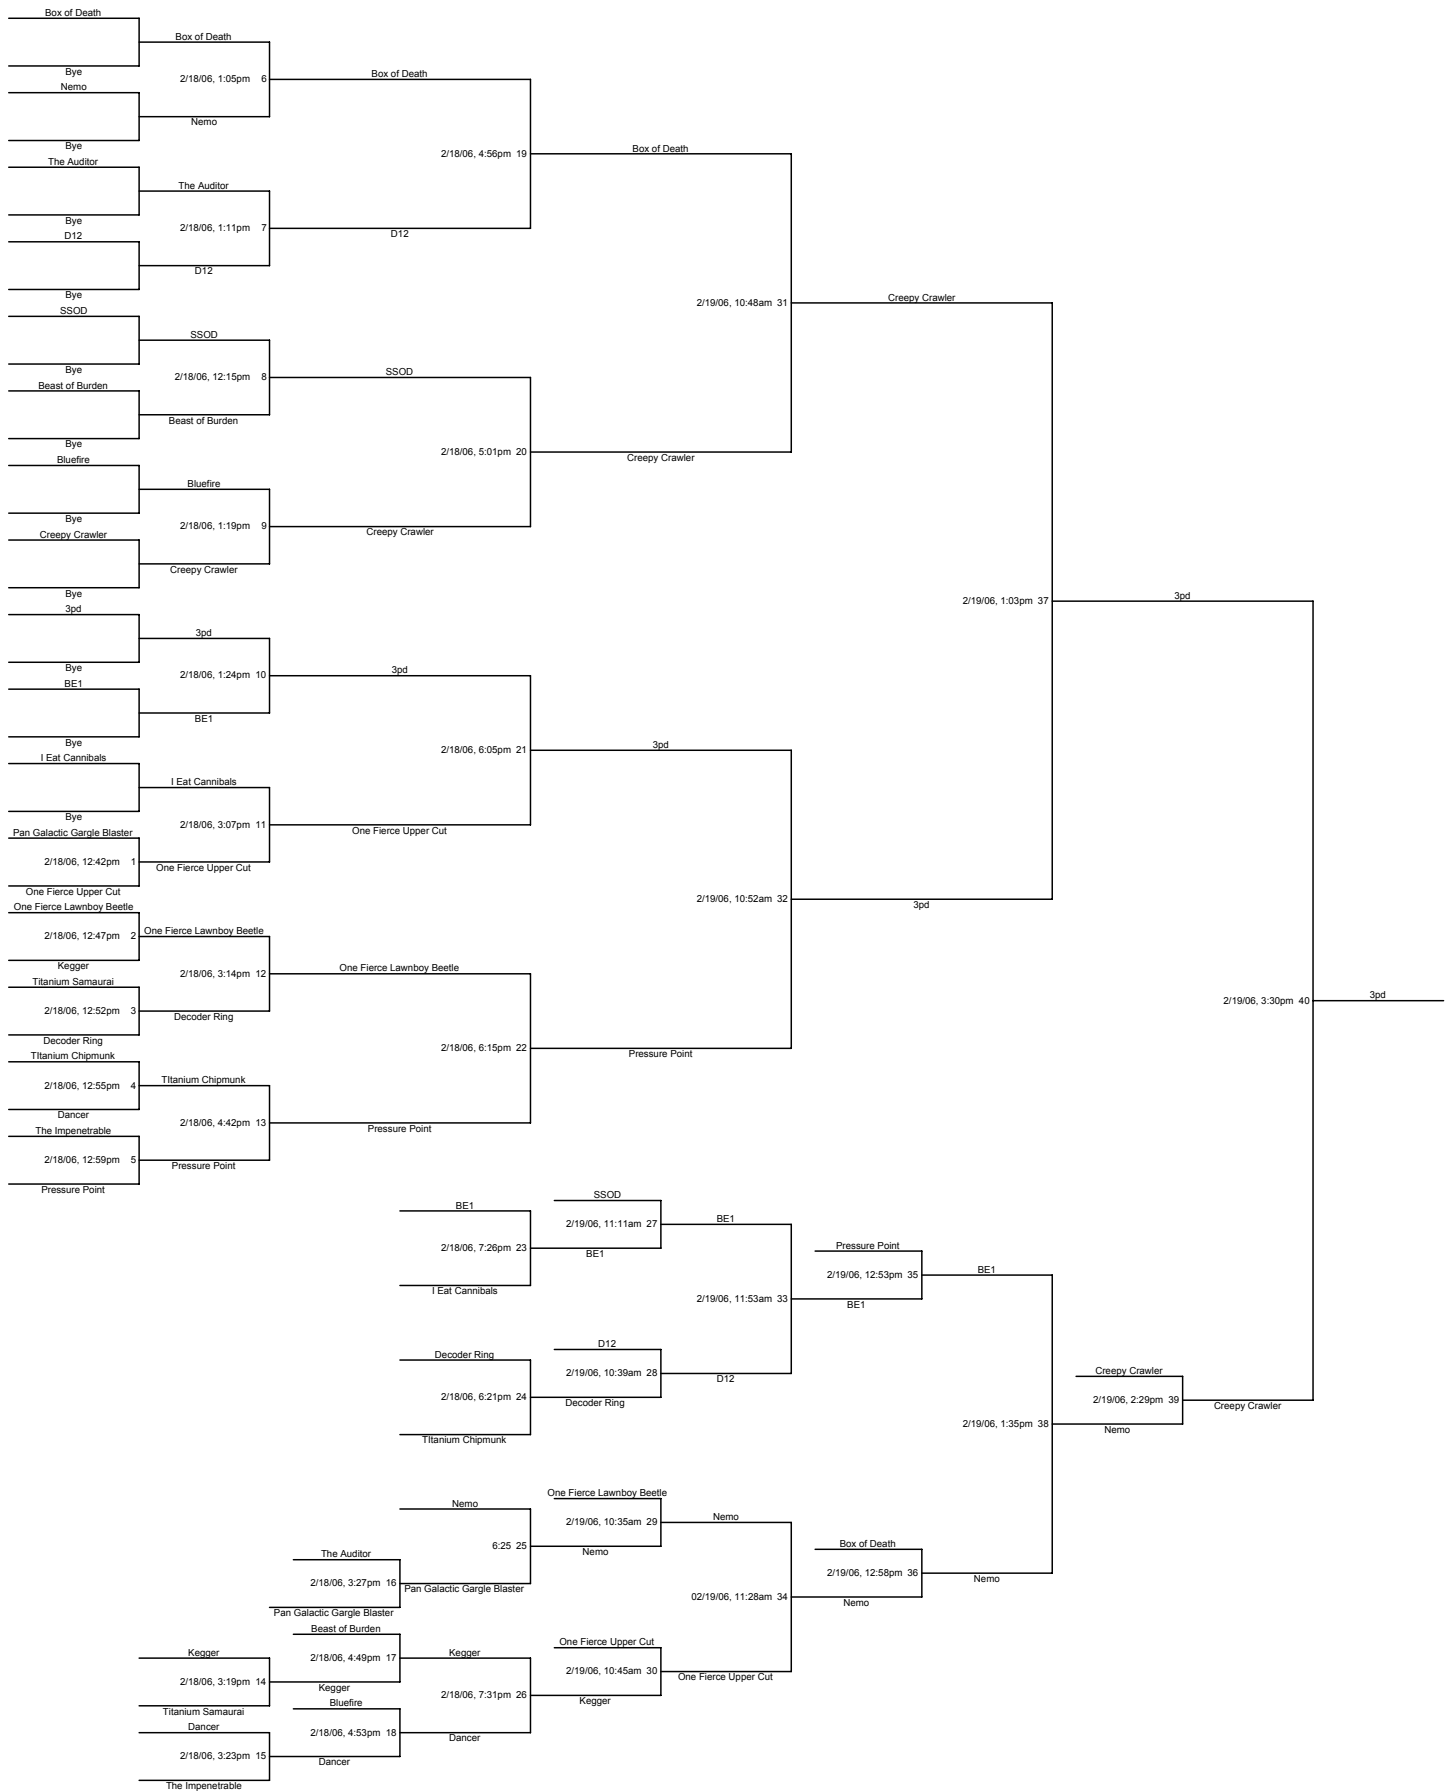 Box of Death
Box of Death
2/18/06, 1:05pm 6
Box of Death
Bye
Nemo
Nemo
Bye
2/18/06, 4:56pm 19
Box of Death
The Auditor
The Auditor
2/18/06, 1:11pm 7
D12
Bye
D12
D12
Bye
2/19/06, 10:48am 31
Creepy Crawler
SSOD
SSOD
2/18/06, 12:15pm 8
SSOD
Bye
Beast of Burden
Beast of Burden
Bye
2/18/06, 5:01pm 20
Creepy Crawler
Bluefire
Bluefire
2/18/06, 1:19pm 9
Creepy Crawler
Bye
Creepy Crawler
Creepy Crawler
Bye
2/19/06, 1:03pm 37
3pd
3pd
3pd
2/18/06, 1:24pm 10
3pd
Bye
BE1
BE1
Bye
2/18/06, 6:05pm 21
3pd
I Eat Cannibals
I Eat Cannibals
2/18/06, 3:07pm 11
One Fierce Upper Cut
Bye
Pan Galactic Gargle Blaster
2/18/06, 12:42pm 1
One Fierce Upper Cut
One Fierce Upper Cut
2/19/06, 10:52am 32
3pd
One Fierce Lawnboy Beetle
2/18/06, 12:47pm 2
One Fierce Lawnboy Beetle
Kegger
2/18/06, 3:14pm 12
One Fierce Lawnboy Beetle
Titanium Samaurai
2/18/06, 12:52pm 3
Decoder Ring
Decoder Ring
2/19/06, 3:30pm 40
3pd
2/18/06, 6:15pm 22
Pressure Point
TItanium Chipmunk
2/18/06, 12:55pm 4
TItanium Chipmunk
Dancer
2/18/06, 4:42pm 13
Pressure Point
The Impenetrable
2/18/06, 12:59pm 5
Pressure Point
Pressure Point
BE1
SSOD
2/19/06, 11:11am 27
BE1
2/18/06, 7:26pm 23
BE1
I Eat Cannibals
Pressure Point
2/19/06, 12:53pm 35
BE1
2/19/06, 11:53am 33
BE1
Decoder Ring
D12
2/19/06, 10:39am 28
D12
2/18/06, 6:21pm 24
Decoder Ring
TItanium Chipmunk
Creepy Crawler
2/19/06, 2:29pm 39
Creepy Crawler
2/19/06, 1:35pm 38
Nemo
Nemo
One Fierce Lawnboy Beetle
2/19/06, 10:35am 29
Nemo
6:25 25
Nemo
The Auditor
2/18/06, 3:27pm 16
Pan Galactic Gargle Blaster
Pan Galactic Gargle Blaster
Box of Death
2/19/06, 12:58pm 36
Nemo
02/19/06, 11:28am 34
Nemo
Beast of Burden
2/18/06, 4:49pm 17
Kegger
Kegger
2/18/06, 3:19pm 14
Kegger
Titanium Samaurai
One Fierce Upper Cut
2/19/06, 10:45am 30
One Fierce Upper Cut
2/18/06, 7:31pm 26
Kegger
Bluefire
2/18/06, 4:53pm 18
Dancer
Dancer
2/18/06, 3:23pm 15
Dancer
The Impenetrable